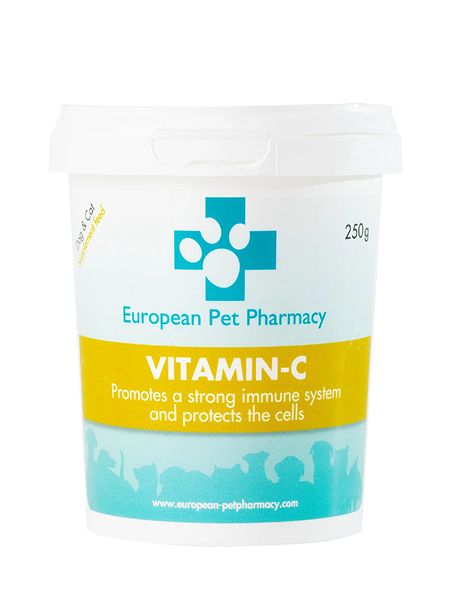 Dog & Cat
Supplement feed
250g
European Pet Pharmacy
VITAMIN-C
Promotes a strong immune system
and protects the cells
www.european-petpharmacy.com